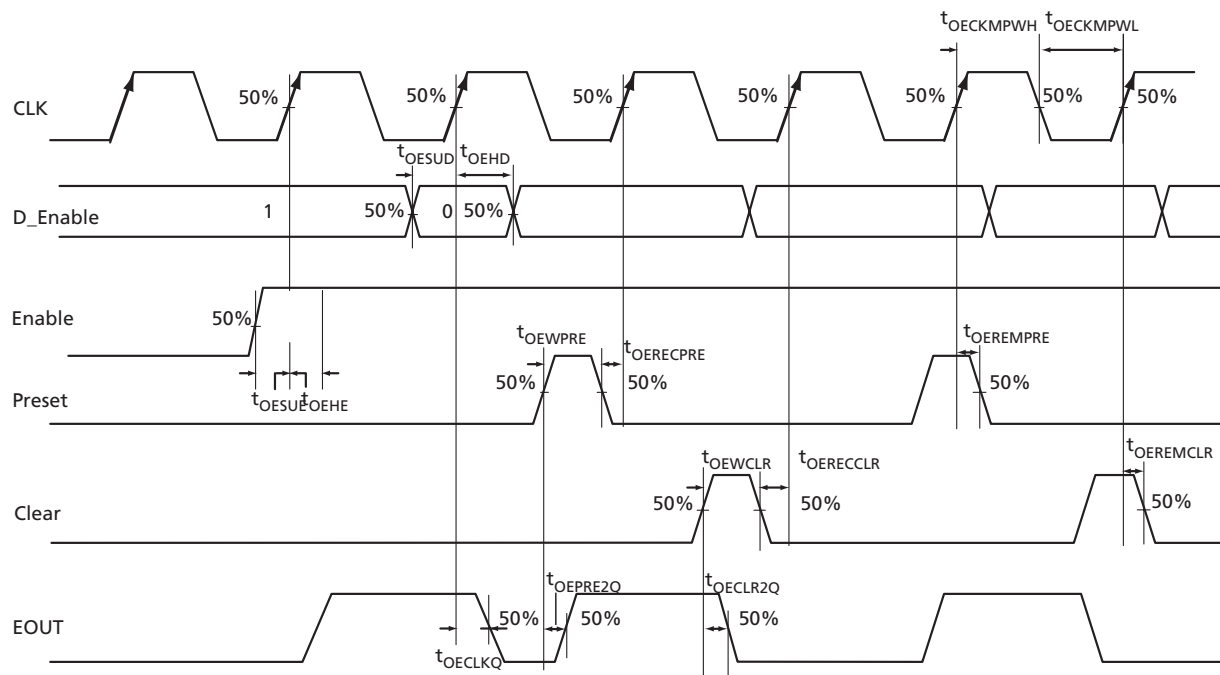 tOECKMPWH tOECKMPWL
CLK 50% 50% 50% 50% 50% 50% 50%
tOESUD tOEHD
D_Enable 1 50% 0 50%
Enable 50%
tOEWPRE tOERECPRE tOEREMPRE
Preset tOESUE tOEHE 50% 50% 50%
tOEWCLR tOERECCLR tOEREMCLR
Clear 50% 50% 50%
tOEPRE2Q tOECLR2Q
EOUT 50% 50% 50%
tOECLKQ